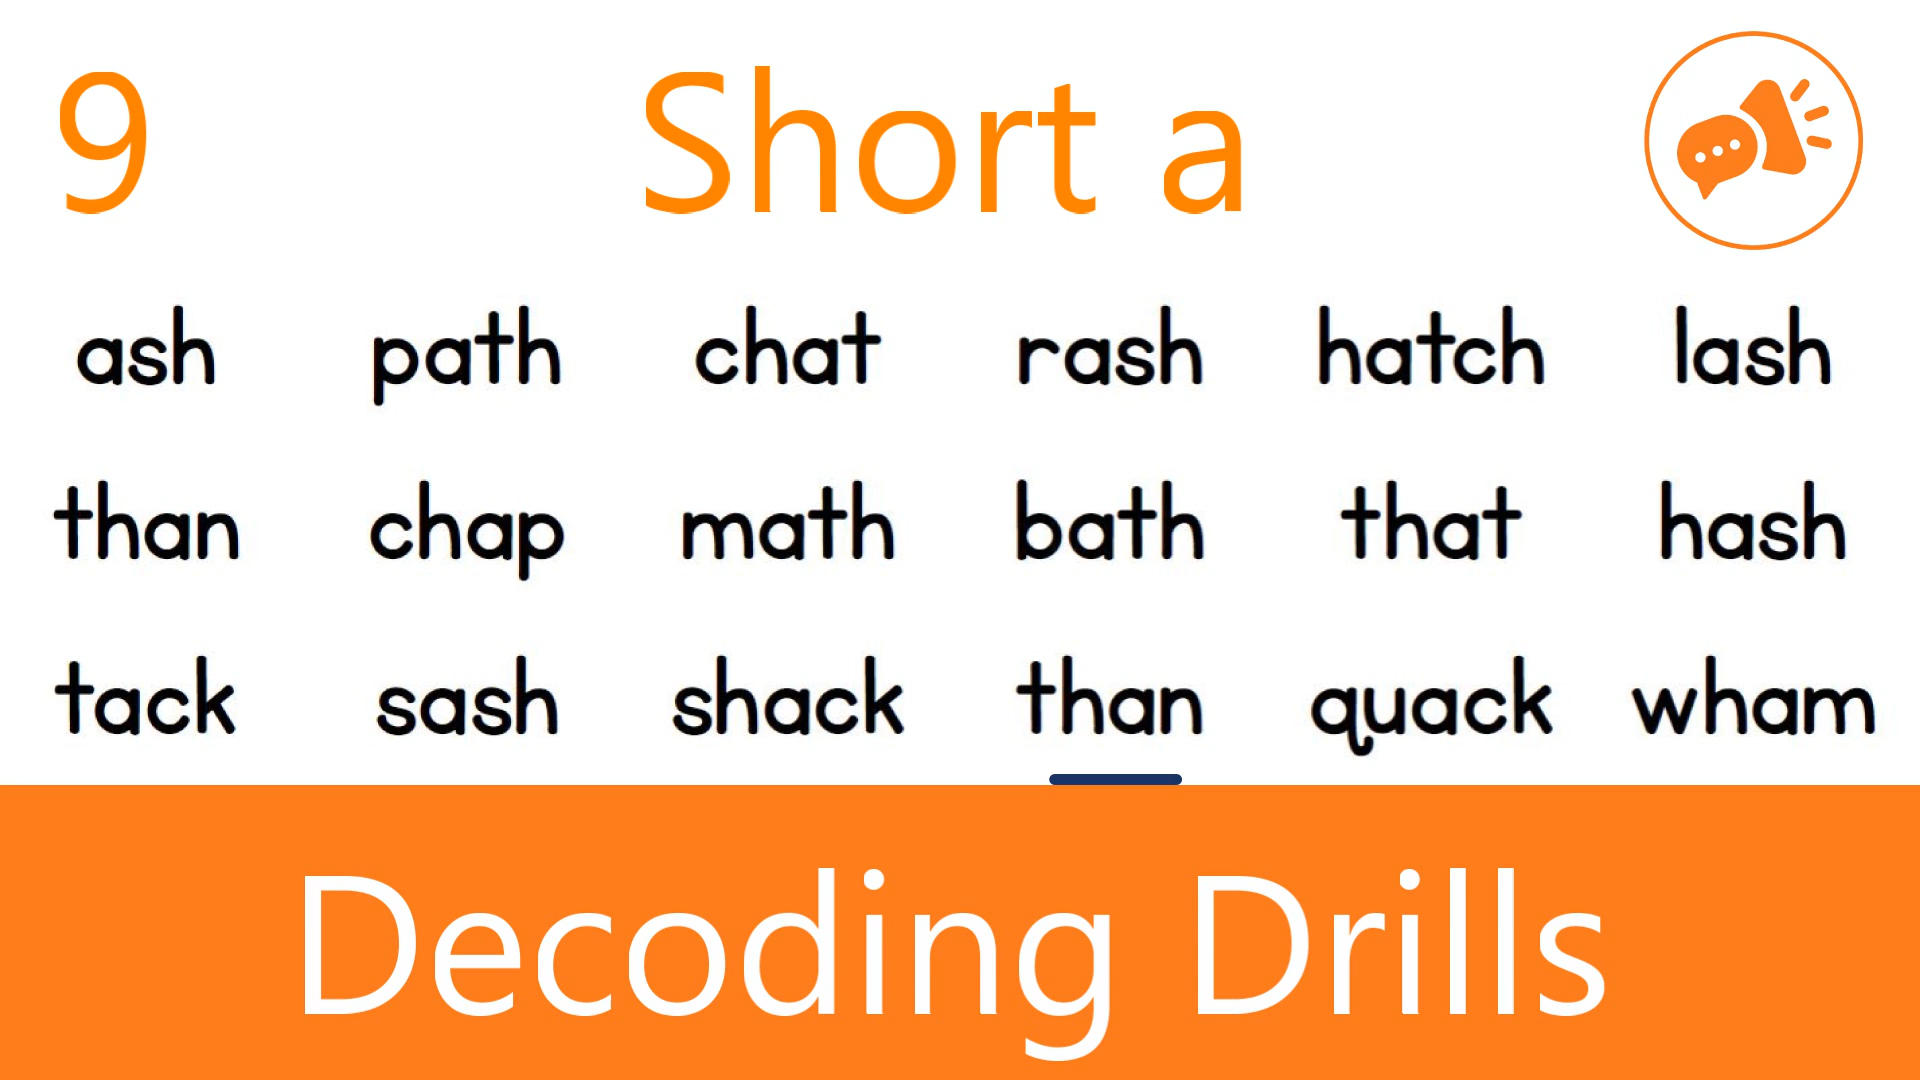 9 Short a
ash path chat rash hatch lash
than chap math bath that hash
tack sash shack than quack wham
Decoding Drills